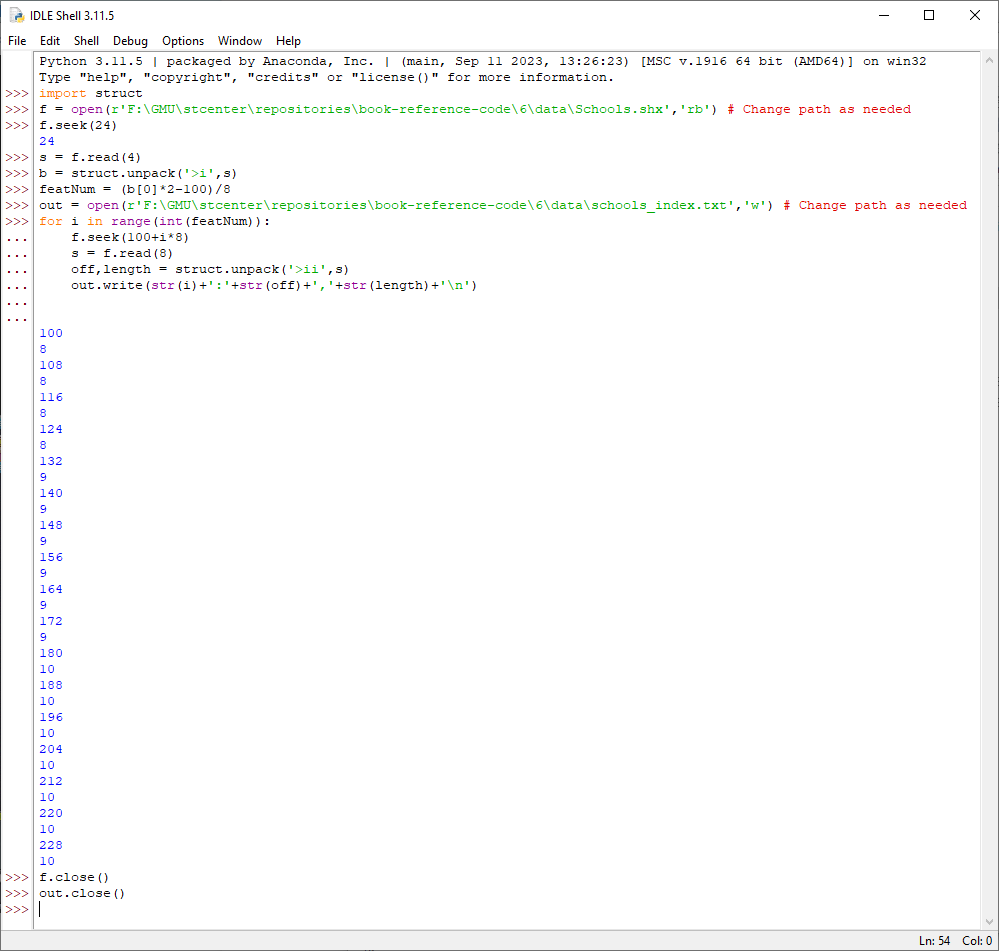 IDLE Shell 3.11.5
File Edit Shell Debug Options Window Help
Python 3.11.5 | packaged by Anaconda, Inc. | (main, Sep 11 2023, 13:26:23) [MSC v.1916 64 bit (AMD64)] on win32
Type "help", "copyright", "credits" or "license()" for more information.
>>> import struct
>>> f = open(r'F:\GMU\stcenter\repositories\book-reference-code\6\data\Schools.shx','rb') # Change path as needed
>>> f.seek(24)
24
>>> s = f.read(4)
>>> b = struct.unpack('>i',s)
>>> featNum = (b[0]*2-100)/8
>>> out = open(r'F:\GMU\stcenter\repositories\book-reference-code\6\data\schools_index.txt','w') # Change path as needed
>>> for i in range(int(featNum)):
...     f.seek(100+i*8)
...     s = f.read(8)
...     off,length = struct.unpack('>ii',s)
...     out.write(str(i)+':'+str(off)+','+str(length)+'\n')
...
...
100
8
108
8
116
8
124
8
132
9
140
9
148
9
156
9
164
9
172
9
180
10
188
10
196
10
204
10
212
10
220
10
228
10
>>> f.close()
>>> out.close()
>>>
Ln: 54 Col: 0